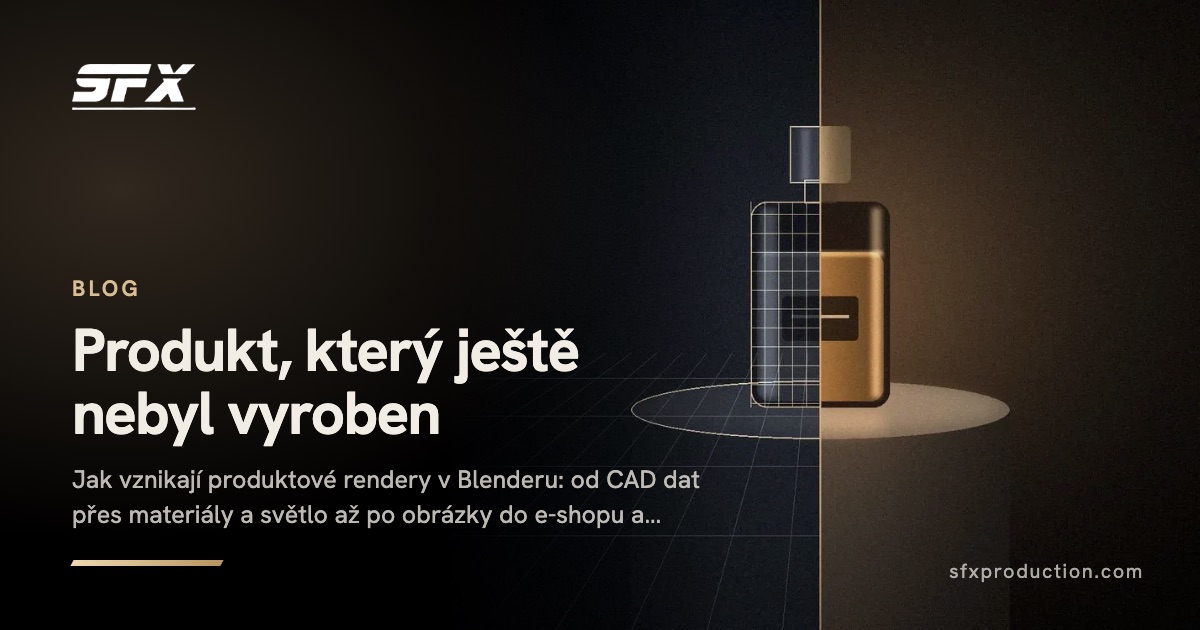 SFX
BLOG
Produkt, který ještě
nebyl vyroben
Jak vznikají produktové rendery v Blenderu: od CAD dat
přes materiály a světlo až po obrázky do e-shopu a...
sfxproduction.com